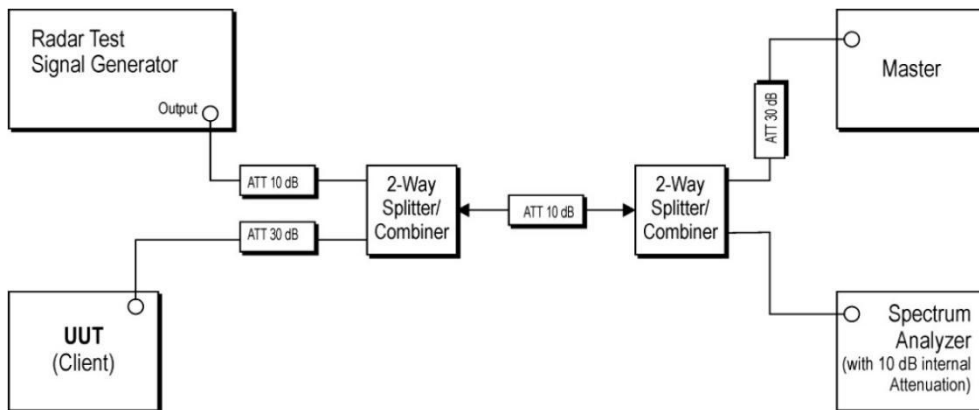 Radar Test
Signal Generator
Output
Master
ATT 30 dB
ATT 10 dB
2-Way
Splitter/
Combiner
ATT 10 dB
2-Way
Splitter/
Combiner
ATT 30 dB
UUT
(Client)
Spectrum
Analyzer
(with 10 dB internal
Attenuation)